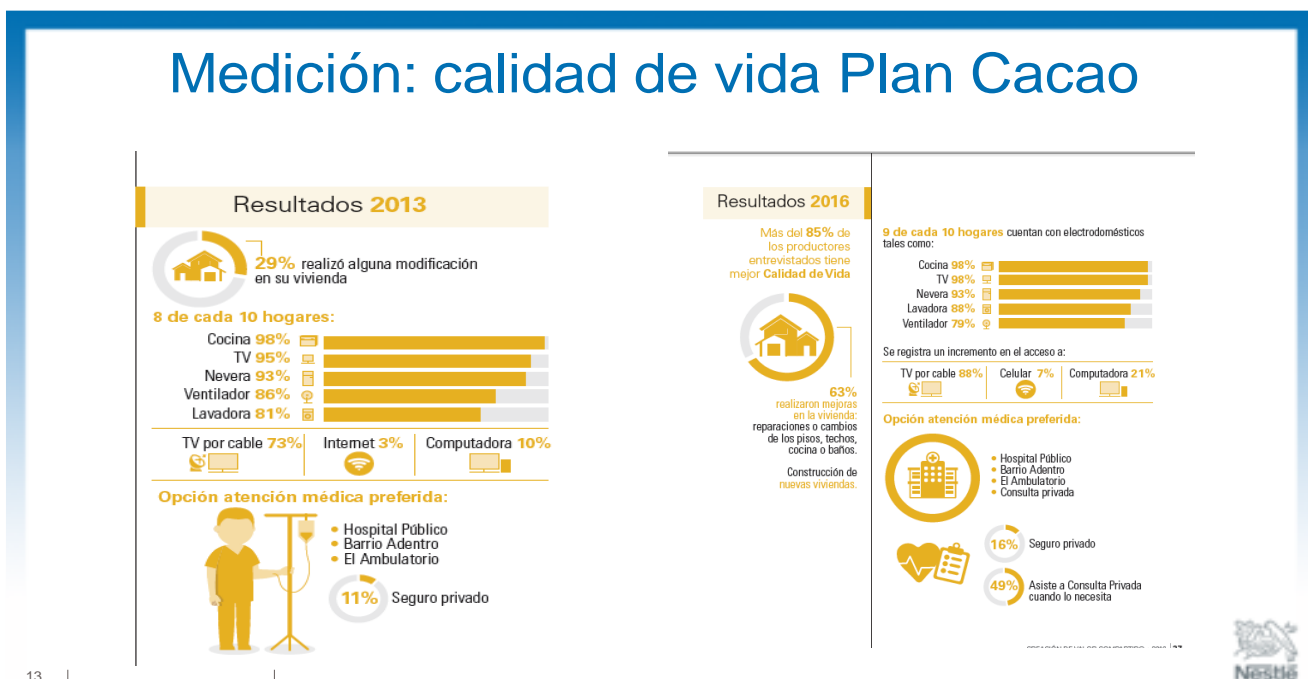 Medición: calidad de vida Plan Cacao
Resultados 2013
29% realizó alguna modificación
en su vivienda
8 de cada 10 hogares:
Cocina 98%
TV 95%
Nevera 93%
Ventilador 86%
Lavadora 81%
TV por cable 73%
Internet 3%
Computadora 10%
Opción atención médica preferida:
• Hospital Público
• Barrio Adentro
• El Ambulatorio
11% Seguro privado
Resultados 2016
Más del 85% de
los productores
entrevistados tiene
mejor Calidad de Vida
63%
realizaron mejoras
en la vivienda:
reparaciones o cambios
de los pisos, techos,
cocina o baños.
Construcción de
nuevas viviendas.
9 de cada 10 hogares cuentan con electrodomésticos
tales como:
Cocina 98%
TV 98%
Nevera 93%
Lavadora 88%
Ventilador 79%
Se registra un incremento en el acceso a:
TV por cable 88%
Celular 7%
Computadora 21%
Opción atención médica preferida:
• Hospital Público
• Barrio Adentro
• El Ambulatorio
• Consulta privada
16% Seguro privado
49% Asiste a Consulta Privada
cuando lo necesita
13
Nestlé